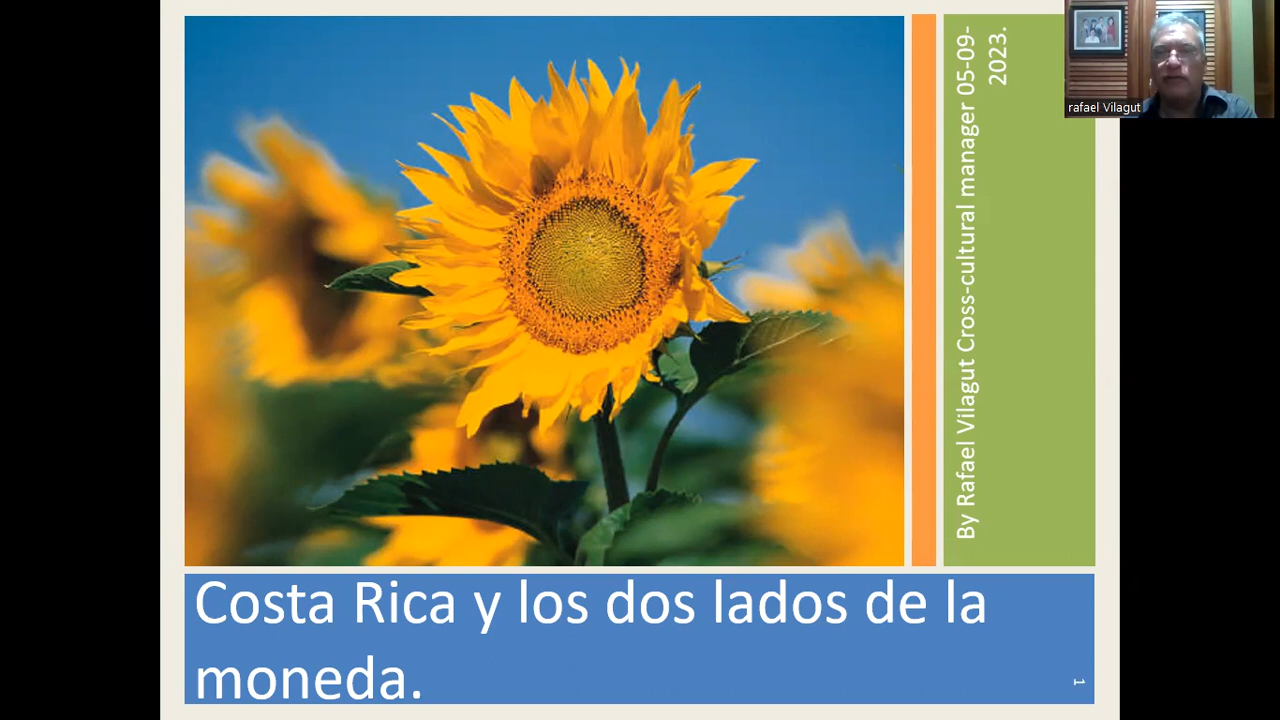 By Rafael Vilagut Cross-cultural manager 05-09-
2023.
rafael Vilagut
Costa Rica y los dos lados de la
moneda.
1